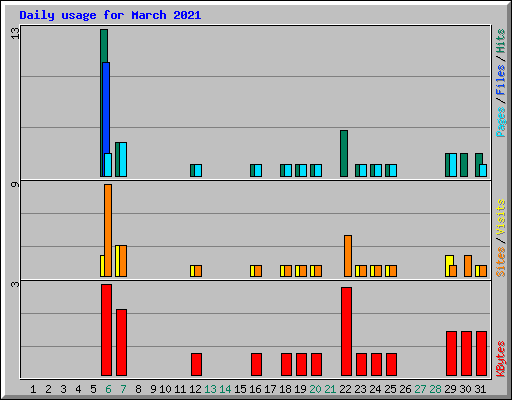 Daily usage for March 2021
13
9
3
Pages / Files / Hits
Sites / Visits
KBytes
1 2 3 4 5 6 7 8 9 10 11 12 13 14 15 16 17 18 19 20 21 22 23 24 25 26 27 28 29 30 31